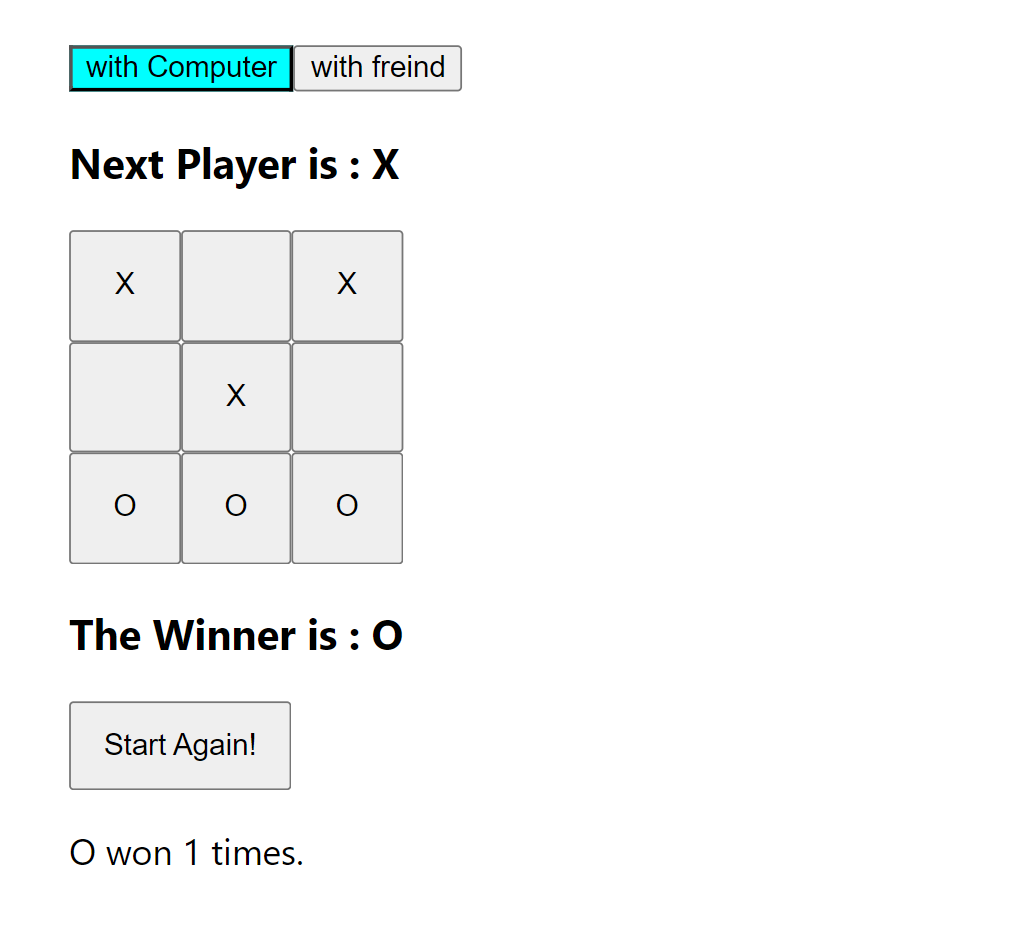 with Computer with freind
Next Player is : X
X X
X
O O O
The Winner is : O
Start Again!
O won 1 times.